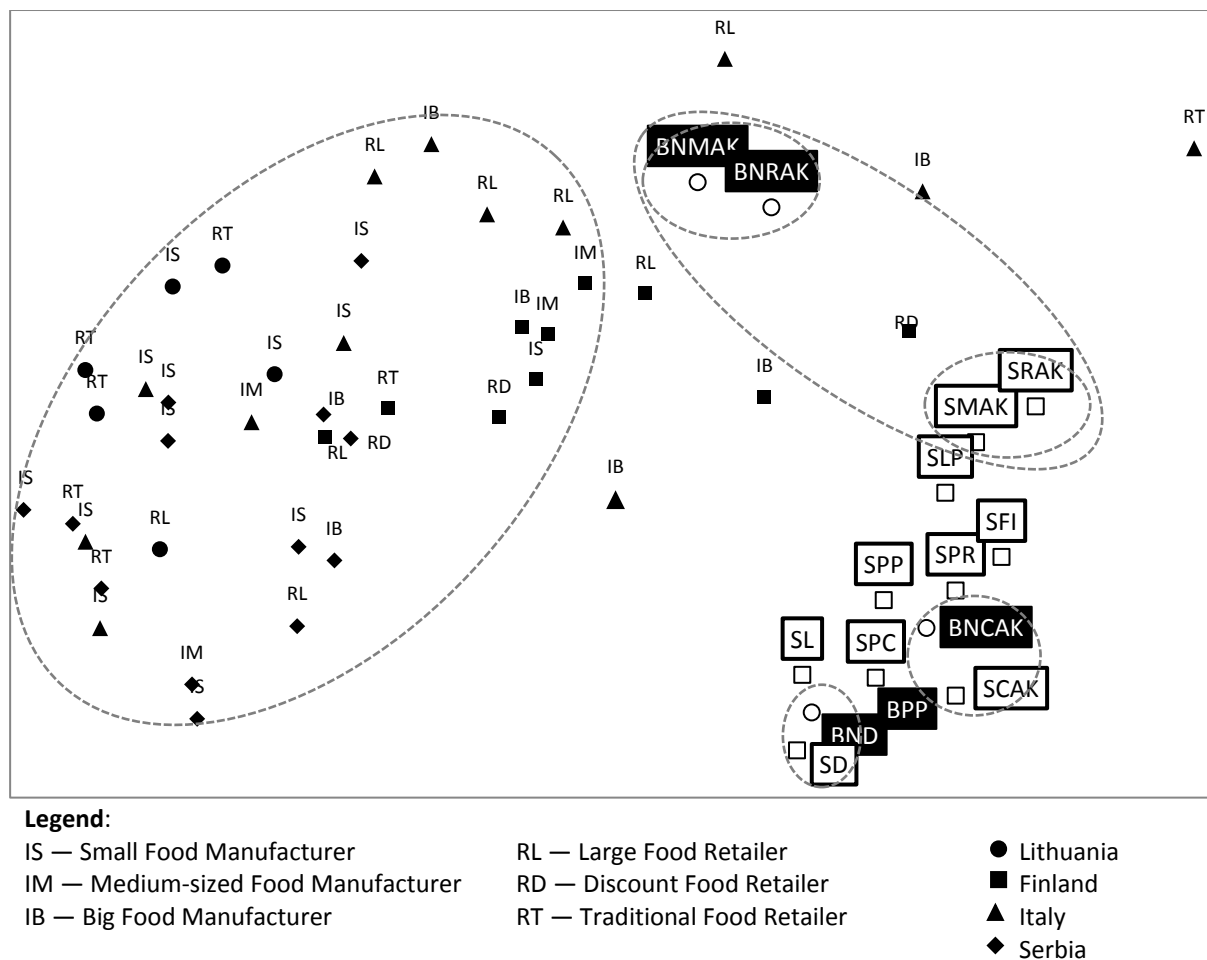 RL
RT
IB
RL
BNMAK
BNRAK
IB
RL
RL
IS
RT
IS
IM
RL
IB
IM
RD
RT
IS
IS
IS
IS
IS
RT
IM
RT
IB
RD
IB
SRAK
SMAK
IS
RL
RD
SLP
IS
RT
IS
RL
IS
IB
IB
SFI
RT
SPP
SPR
IS
RL
SL
SPC
BNCAK
IM
IS
SCAK
BPP
BND
SD
Legend:
IS — Small Food Manufacturer
IM — Medium-sized Food Manufacturer
IB — Big Food Manufacturer
RL — Large Food Retailer
RD — Discount Food Retailer
RT — Traditional Food Retailer
Lithuania
Finland
Italy
Serbia